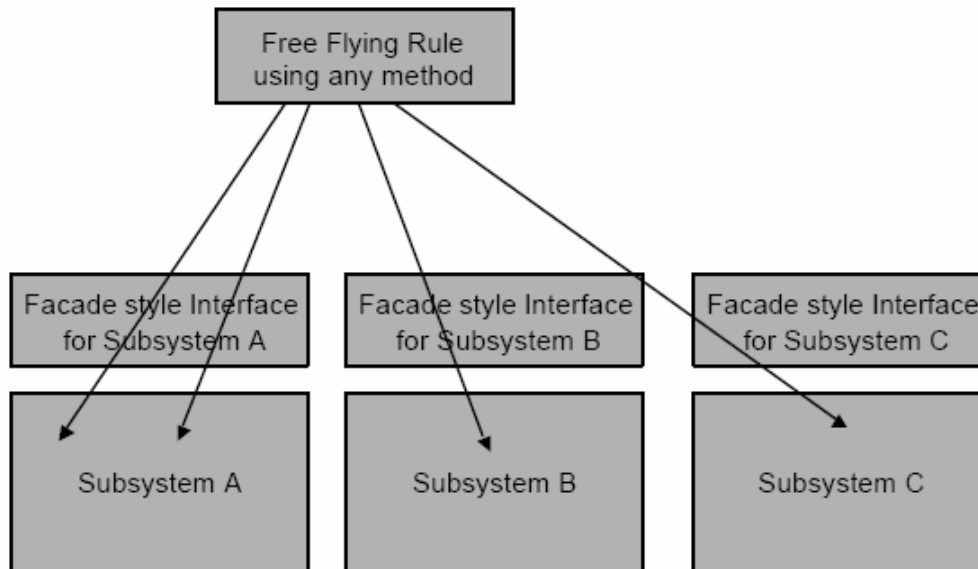 Free Flying Rule
using any method
Facade style Interface
for Subsystem A
Facade style Interface
for Subsystem B
Facade style Interface
for Subsystem C
Subsystem A
Subsystem B
Subsystem C